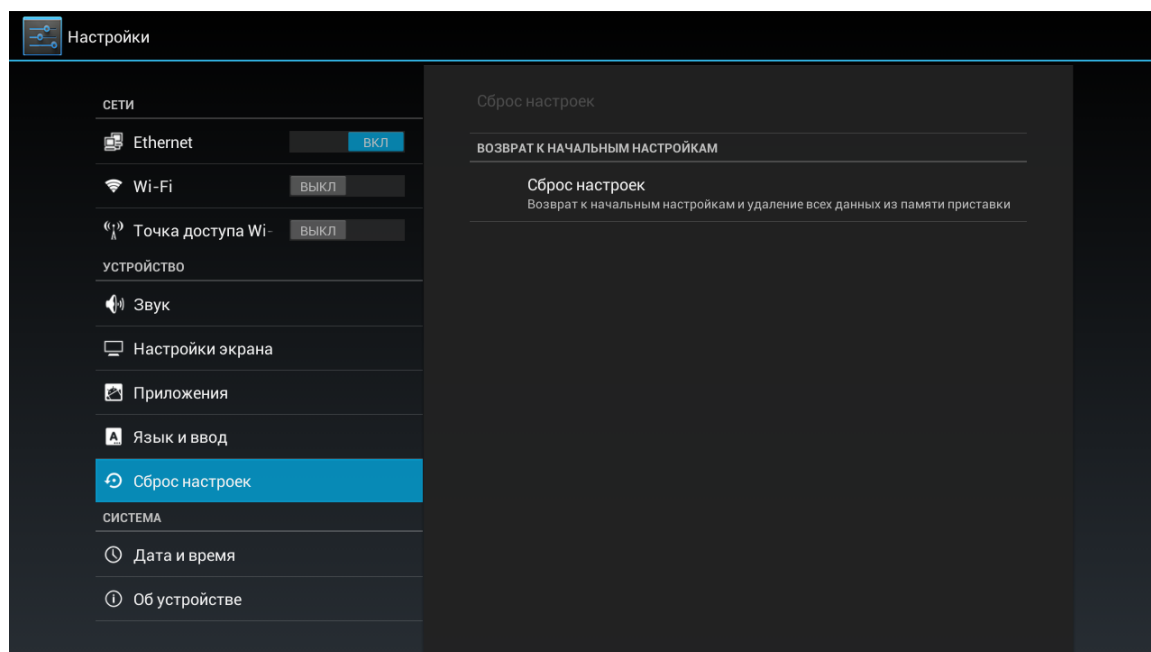 Настройки
СЕТИ
Ethernet
ВКЛ
Wi-Fi
ВЫКЛ
Точка доступа Wi-
ВЫКЛ
УСТРОЙСТВО
Звук
Настройки экрана
Приложения
Язык и ввод
Сброс настроек
СИСТЕМА
Дата и время
Об устройстве
Сброс настроек
ВОЗВРАТ К НАЧАЛЬНЫМ НАСТРОЙКАМ
Сброс настроек
Возврат к начальным настройкам и удаление всех данных из памяти приставки